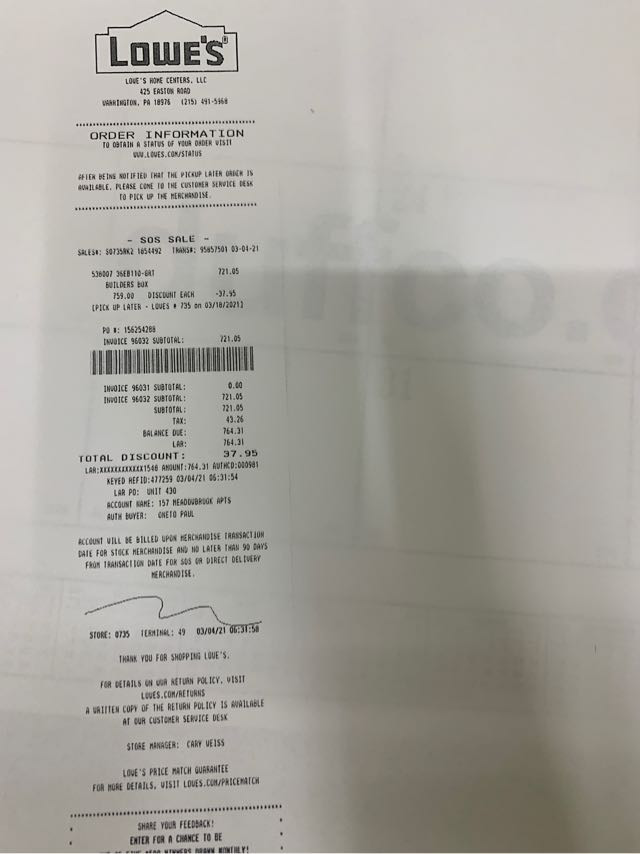 LOWE'S®
LOWE'S HOME CENTERS, LLC
425 EASTON ROAD
WARRINGTON, PA 18976 (215) 491-5968
ORDER INFORMATION
TO OBTAIN A STATUS OF YOUR ORDER VISIT
WWW.LOWES.COM/STATUS
AFTER BEING NOTIFIED THAT THE PICKUP LATER ORDER IS
AVAILABLE, PLEASE COME TO THE CUSTOMER SERVICE DESK
TO PICK UP THE MERCHANDISE.
- SOS SALE -
SALES#: S0735RK2 1854492 TRANS#: 95857501 03-04-21
538007 36EB110-GRT 721.05
BUILDERS BOX
759.00 DISCOUNT EACH -37.95
[PICK UP LATER - LOWES # 735 on 03/18/2021]
PO #: 156254288
INVOICE 96032 SUBTOTAL: 721.05
INVOICE 96031 SUBTOTAL: 0.00
INVOICE 96032 SUBTOTAL: 721.05
SUBTOTAL: 721.05
TAX: 43.26
BALANCE DUE: 764.31
LAR: 764.31
TOTAL DISCOUNT: 37.95
LAR:XXXXXXXXXXXX1548 AMOUNT:764.31 AUTHCD:000981
KEYED REFID:477259 03/04/21 06:31:54
LAR PO: UNIT 430
ACCOUNT NAME: 157 MEADOWBROOK APTS
AUTH BUYER: ONETO PAUL
ACCOUNT WILL BE BILLED UPON MERCHANDISE TRANSACTION
DATE FOR STOCK MERCHANDISE AND NO LATER THAN 90 DAYS
FROM TRANSACTION DATE FOR SOS OR DIRECT DELIVERY
MERCHANDISE.
STORE: 0735 TERMINAL: 49 03/04/21 06:31:58
THANK YOU FOR SHOPPING LOWE'S.
FOR DETAILS ON OUR RETURN POLICY, VISIT
LOWES.COM/RETURNS
A WRITTEN COPY OF THE RETURN POLICY IS AVAILABLE
AT OUR CUSTOMER SERVICE DESK
STORE MANAGER: CARY WEISS
LOWE'S PRICE MATCH GUARANTEE
FOR MORE DETAILS, VISIT LOWES.COM/PRICEMATCH
SHARE YOUR FEEDBACK!
ENTER FOR A CHANCE TO BE
WINNERS DRAWN MONTHLY!